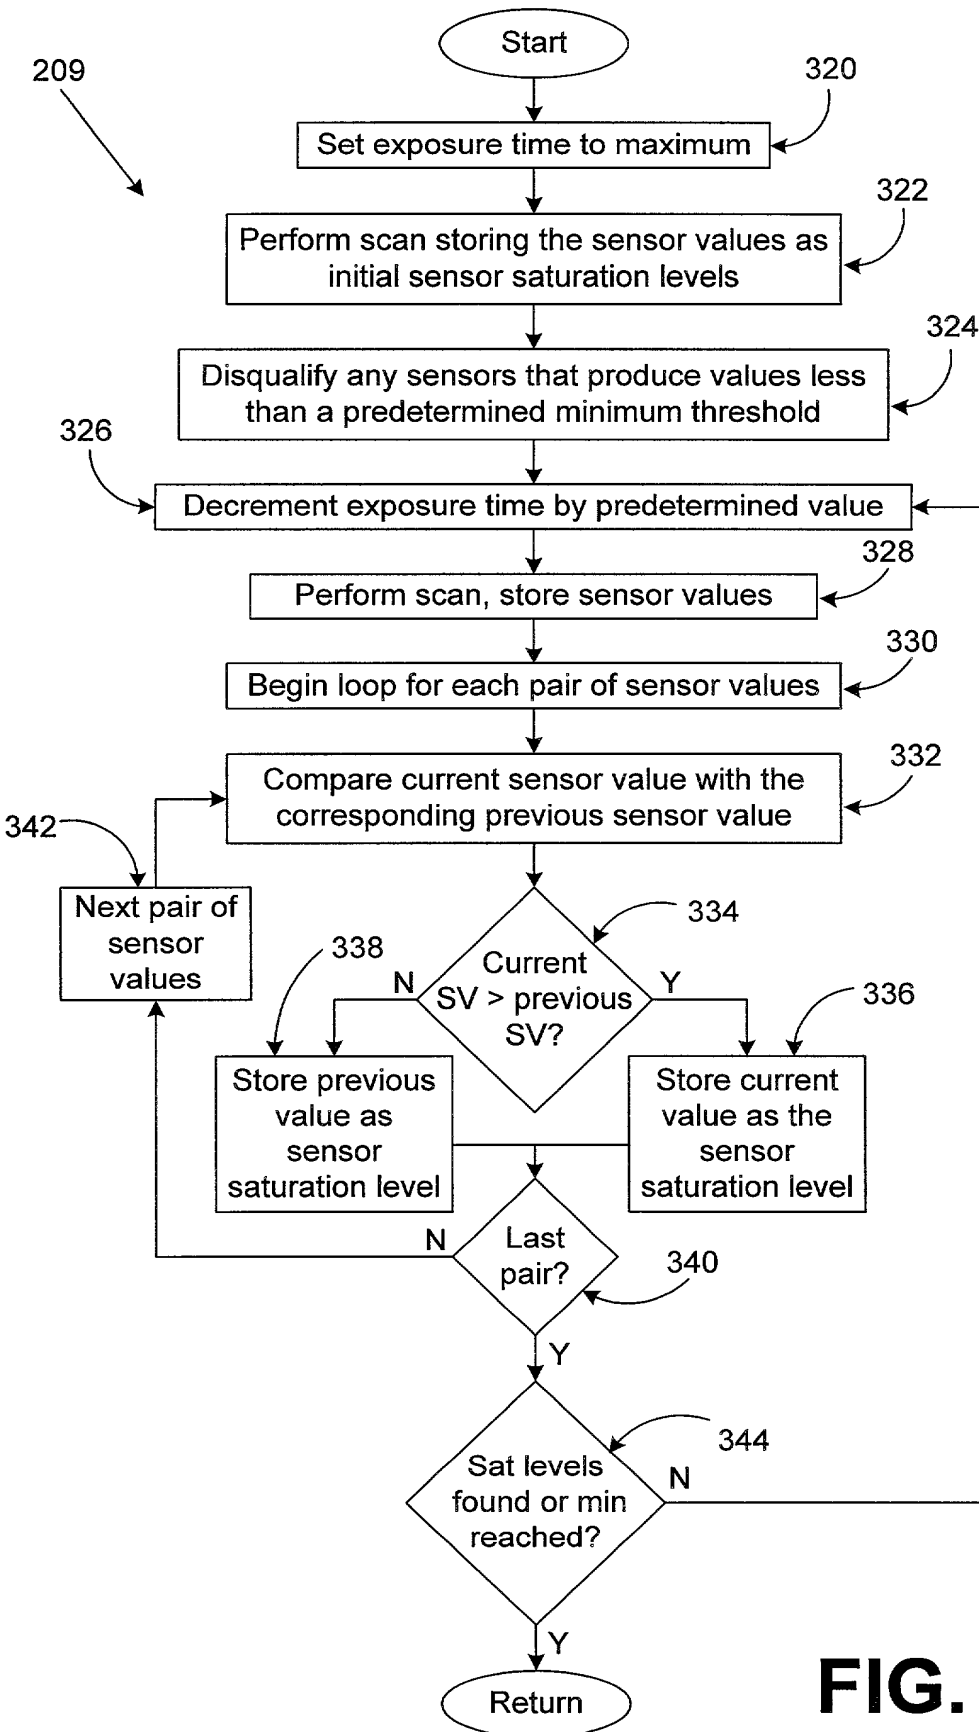 Start
209
320
Set exposure time to maximum
322
Perform scan storing the sensor values as
initial sensor saturation levels
324
Disqualify any sensors that produce values less
than a predetermined minimum threshold
326
Decrement exposure time by predetermined value
328
Perform scan, store sensor values
330
Begin loop for each pair of sensor values
332
Compare current sensor value with the
corresponding previous sensor value
342
Next pair of
sensor
values
334
Current
SV > previous
SV?
N
Y
338
336
Store previous
value as
sensor
saturation level
Store current
value as the
sensor
saturation level
N
Last
pair?
340
Y
344
Sat levels
found or min
reached?
N
Y
Return
FIG.